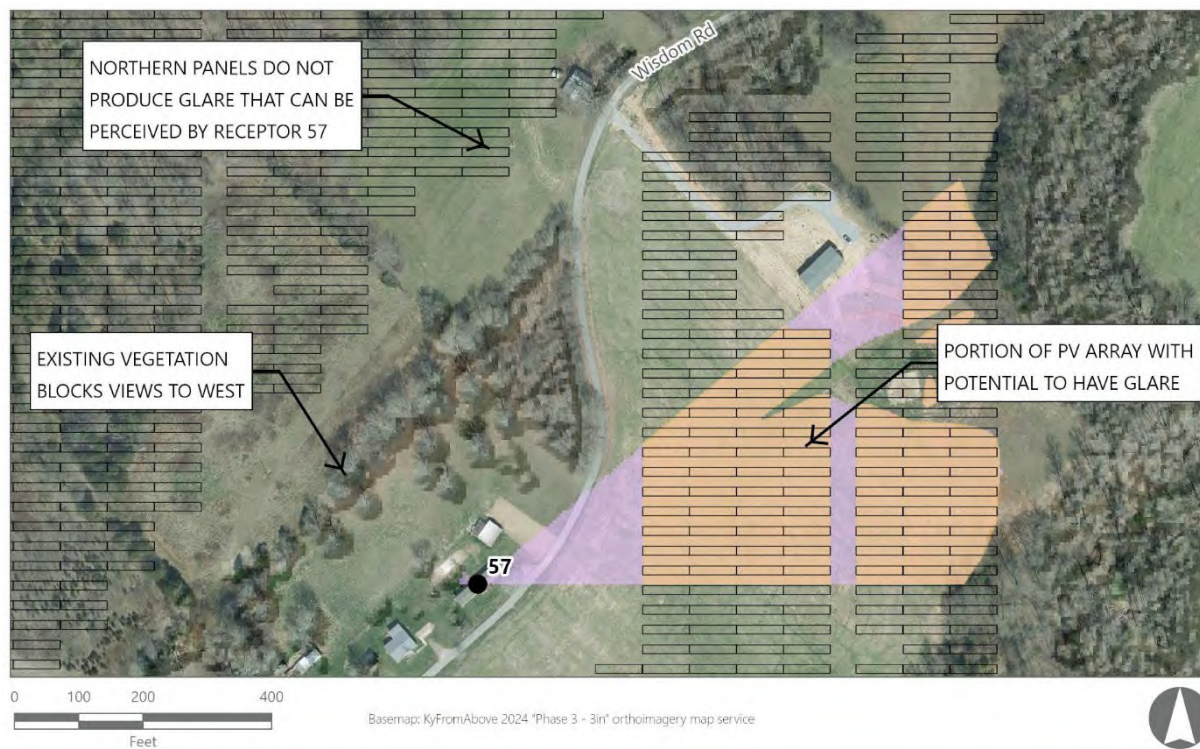 Wisdom Rd
NORTHERN PANELS DO NOT
PRODUCE GLARE THAT CAN BE
PERCEIVED BY RECEPTOR 57
EXISTING VEGETATION
BLOCKS VIEWS TO WEST
PORTION OF PV ARRAY WITH
POTENTIAL TO HAVE GLARE
57
0 100 200 400
Feet
Basemap: KyFromAbove 2024 "Phase 3 - 3in" orthoimagery map service